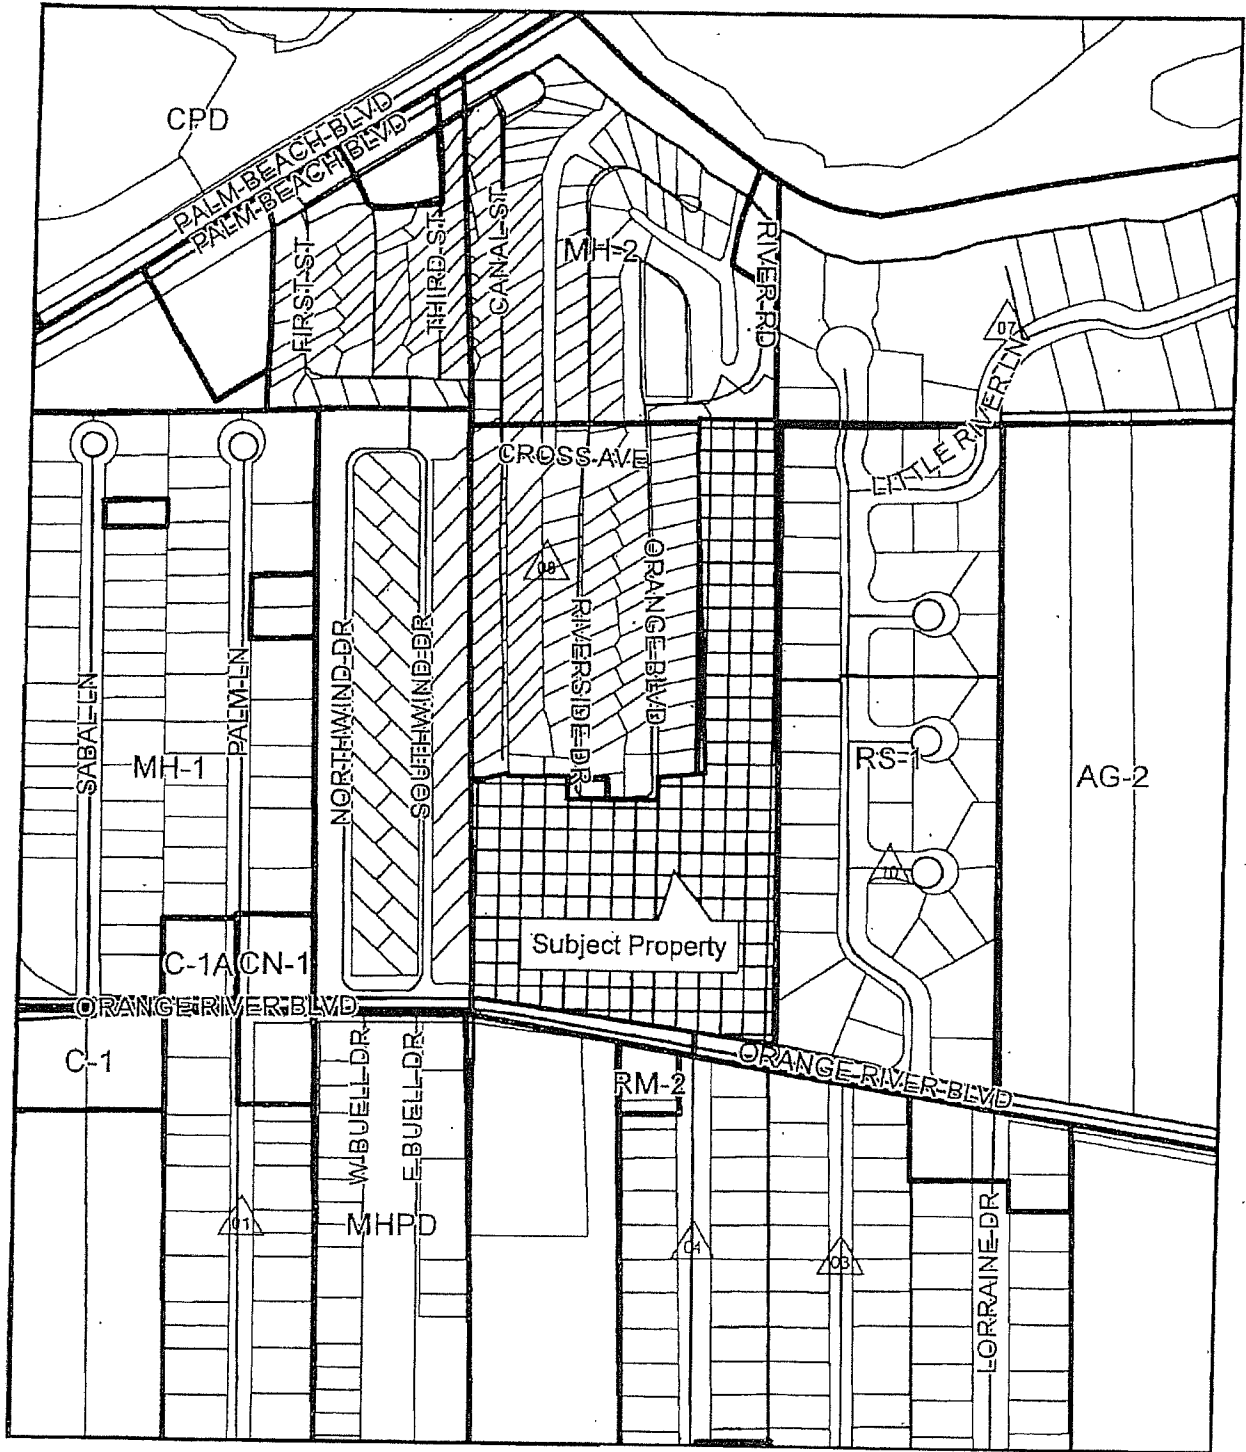 CPD
PALM BEACH BLVD
PALM BEACH BLVD
FIRST ST
THIRD ST
CANAL ST
MH-2
RIVER RD
07
LITTLE RIVER LN
CROSS AVE
08
ORANGE BLVD
RIVERSIDE DR
NORTHWIND DR
SOUTHWIND DR
SABAL LN
PALM LN
MH-1
RS-1
AG-2
10
Subject Property
C-1A
CN-1
ORANGE RIVER BLVD
C-1
ORANGE RIVER BLVD
RM-2
W BUELL DR
E BUELL DR
MHPD
01
04
03
LORRAINE DR